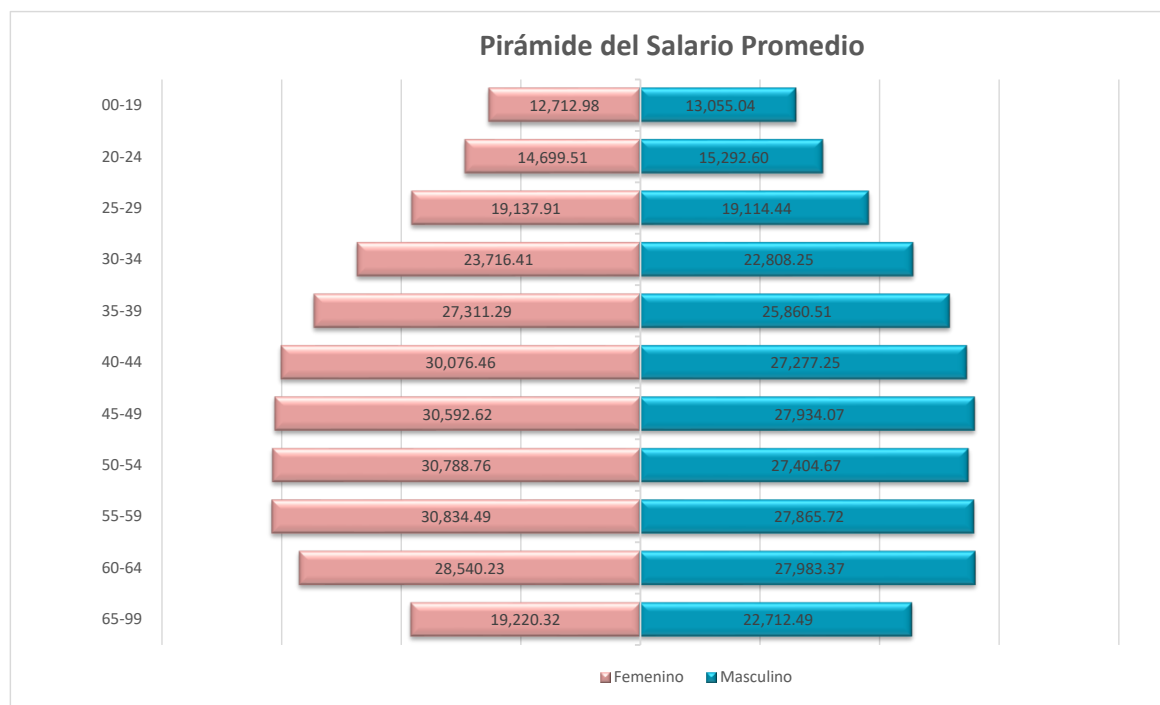 Pirámide del Salario Promedio
00-19 12,712.98 13,055.04
20-24 14,699.51 15,292.60
25-29 19,137.91 19,114.44
30-34 23,716.41 22,808.25
35-39 27,311.29 25,860.51
40-44 30,076.46 27,277.25
45-49 30,592.62 27,934.07
50-54 30,788.76 27,404.67
55-59 30,834.49 27,865.72
60-64 28,540.23 27,983.37
65-99 19,220.32 22,712.49
Femenino Masculino